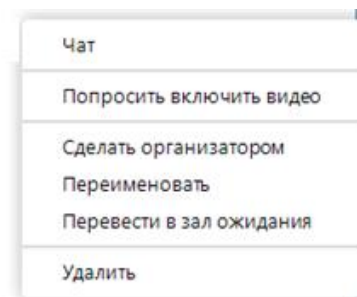 Чат
Попросить включить видео
Сделать организатором
Переименовать
Перевести в зал ожидания
Удалить